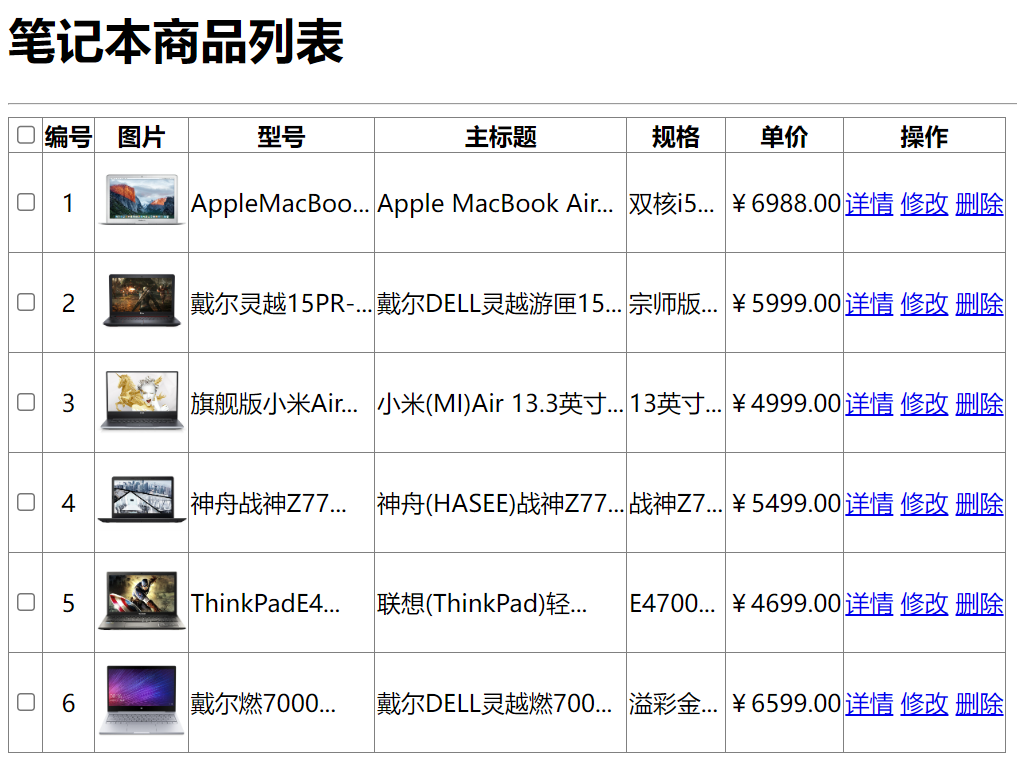 笔记本商品列表
编号 图片 型号 主标题 规格 单价 操作
1 AppleMacBoo... Apple MacBook Air... 双核i5... ￥6988.00 详情 修改 删除
2 戴尔灵越15PR-... 戴尔DELL灵越游匣15... 宗师版... ￥5999.00 详情 修改 删除
3 旗舰版小米Air... 小米(MI)Air 13.3英寸... 13英寸... ￥4999.00 详情 修改 删除
4 神舟战神Z77... 神舟(HASEE)战神Z77... 战神Z7... ￥5499.00 详情 修改 删除
5 ThinkPadE4... 联想(ThinkPad)轻... E4700... ￥4699.00 详情 修改 删除
6 戴尔燃7000... 戴尔DELL灵越燃700... 溢彩金... ￥6599.00 详情 修改 删除